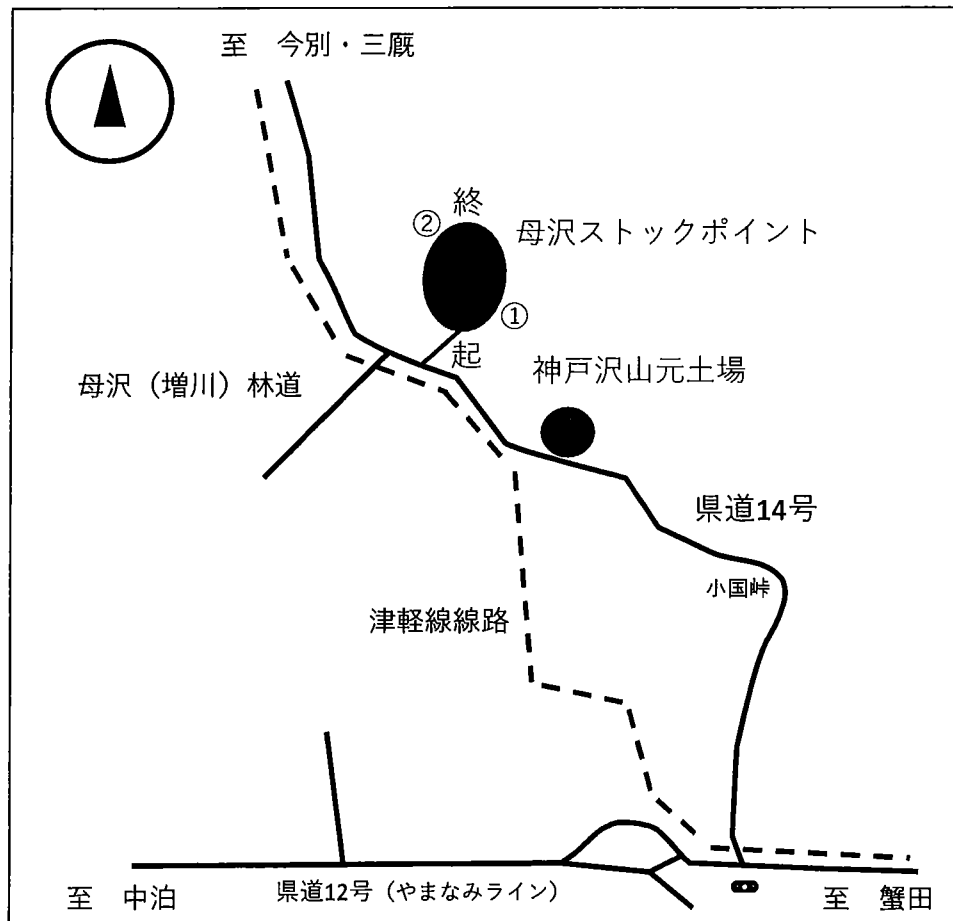 至 今別・三厩
終
②
母沢ストックポイント
①
起
神戸沢山元土場
母沢（増川）林道
県道14号
小国峠
津軽線線路
至 中泊
県道12号（やまなみライン）
至 蟹田